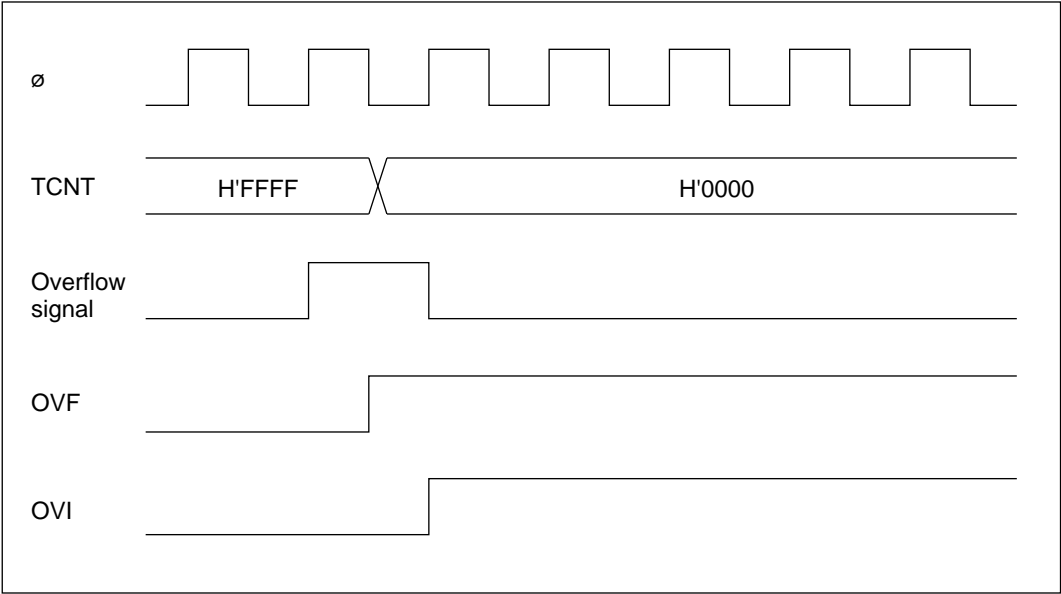 ø
TCNT
H'FFFF
H'0000
Overflow
signal
OVF
OVI